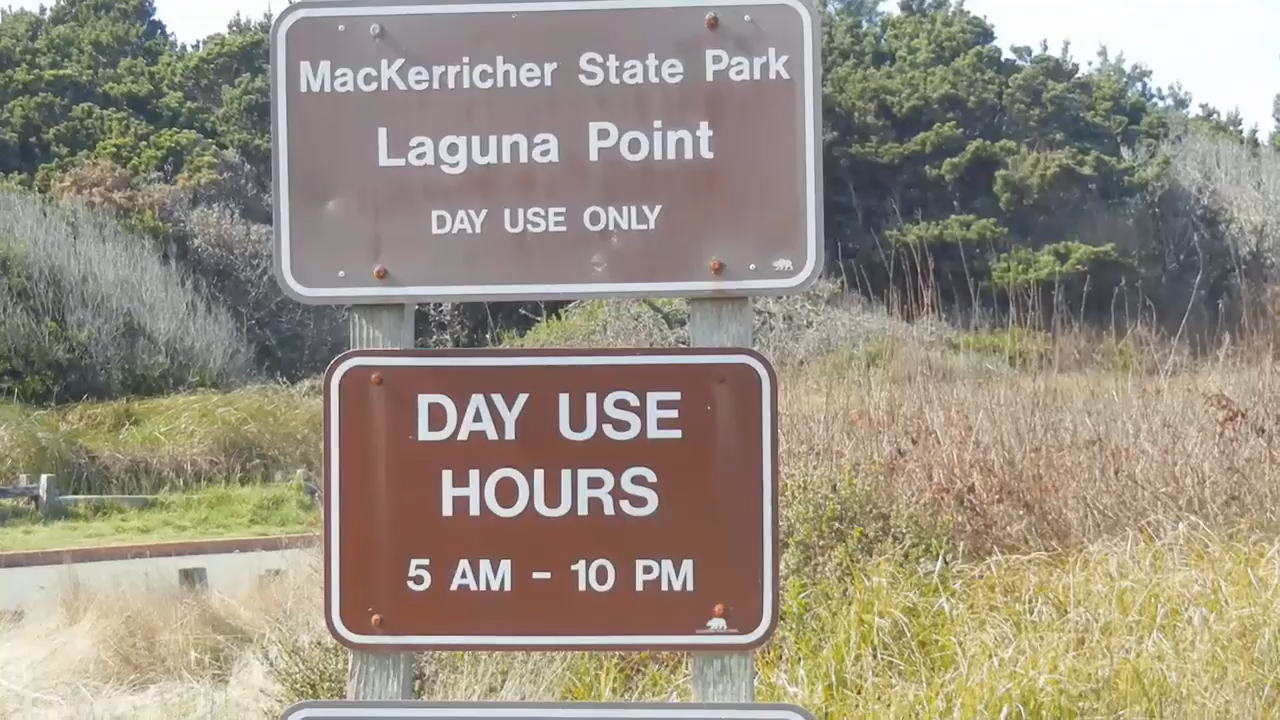 MacKerricher State Park
Laguna Point
DAY USE ONLY
DAY USE
HOURS
5 AM - 10 PM